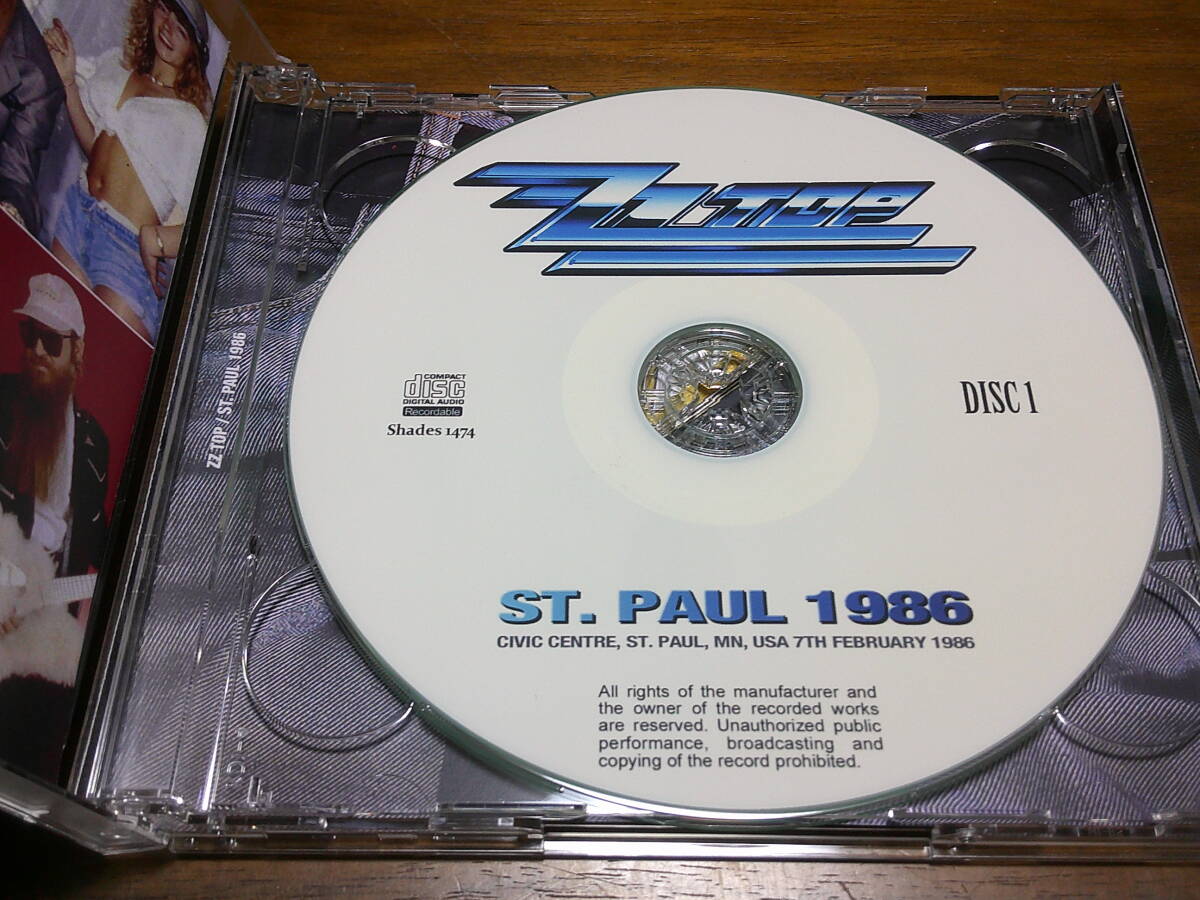 ZZ TOP
COMPACT
disc
DIGITAL AUDIO
Recordable
Shades 1474
DISC 1
ZZ TOP / ST. PAUL 1986
ST. PAUL 1986
CIVIC CENTRE, ST. PAUL, MN, USA 7TH FEBRUARY 1986
All rights of the manufacturer and
the owner of the recorded works
are reserved. Unauthorized public
performance, broadcasting and
copying of the record prohibited.